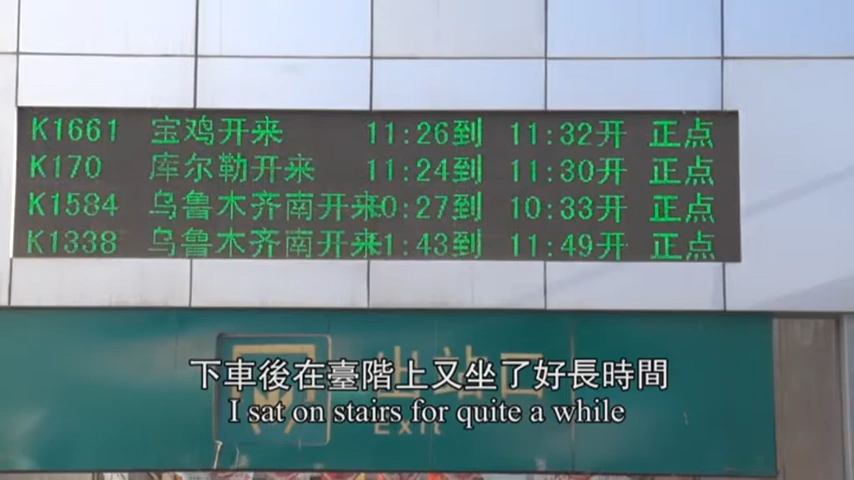 K1661 宝鸡开来 11:26到 11:32开 正点
K170 库尔勒开来 11:24到 11:30开 正点
K1584 乌鲁木齐南开来0:27到 10:33开 正点
K1338 乌鲁木齐南开来1:43到 11:49开 正点
出站口
下車後在臺階上又坐了好長時間
I sat on stairs for quite a while
Exit